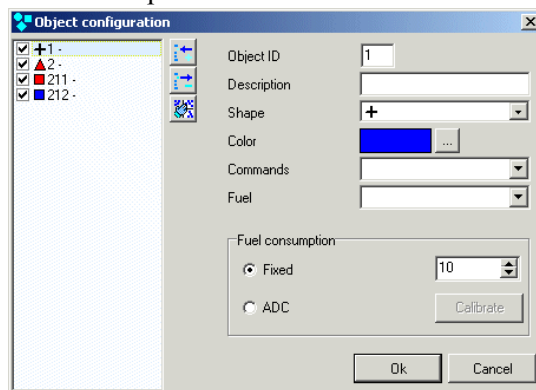 Object configuration
1 -
2 -
211 -
212 -
Object ID
1
Description
Shape
Color
...
Commands
Fuel
Fuel consumption
Fixed
10
ADC
Calibrate
Ok
Cancel